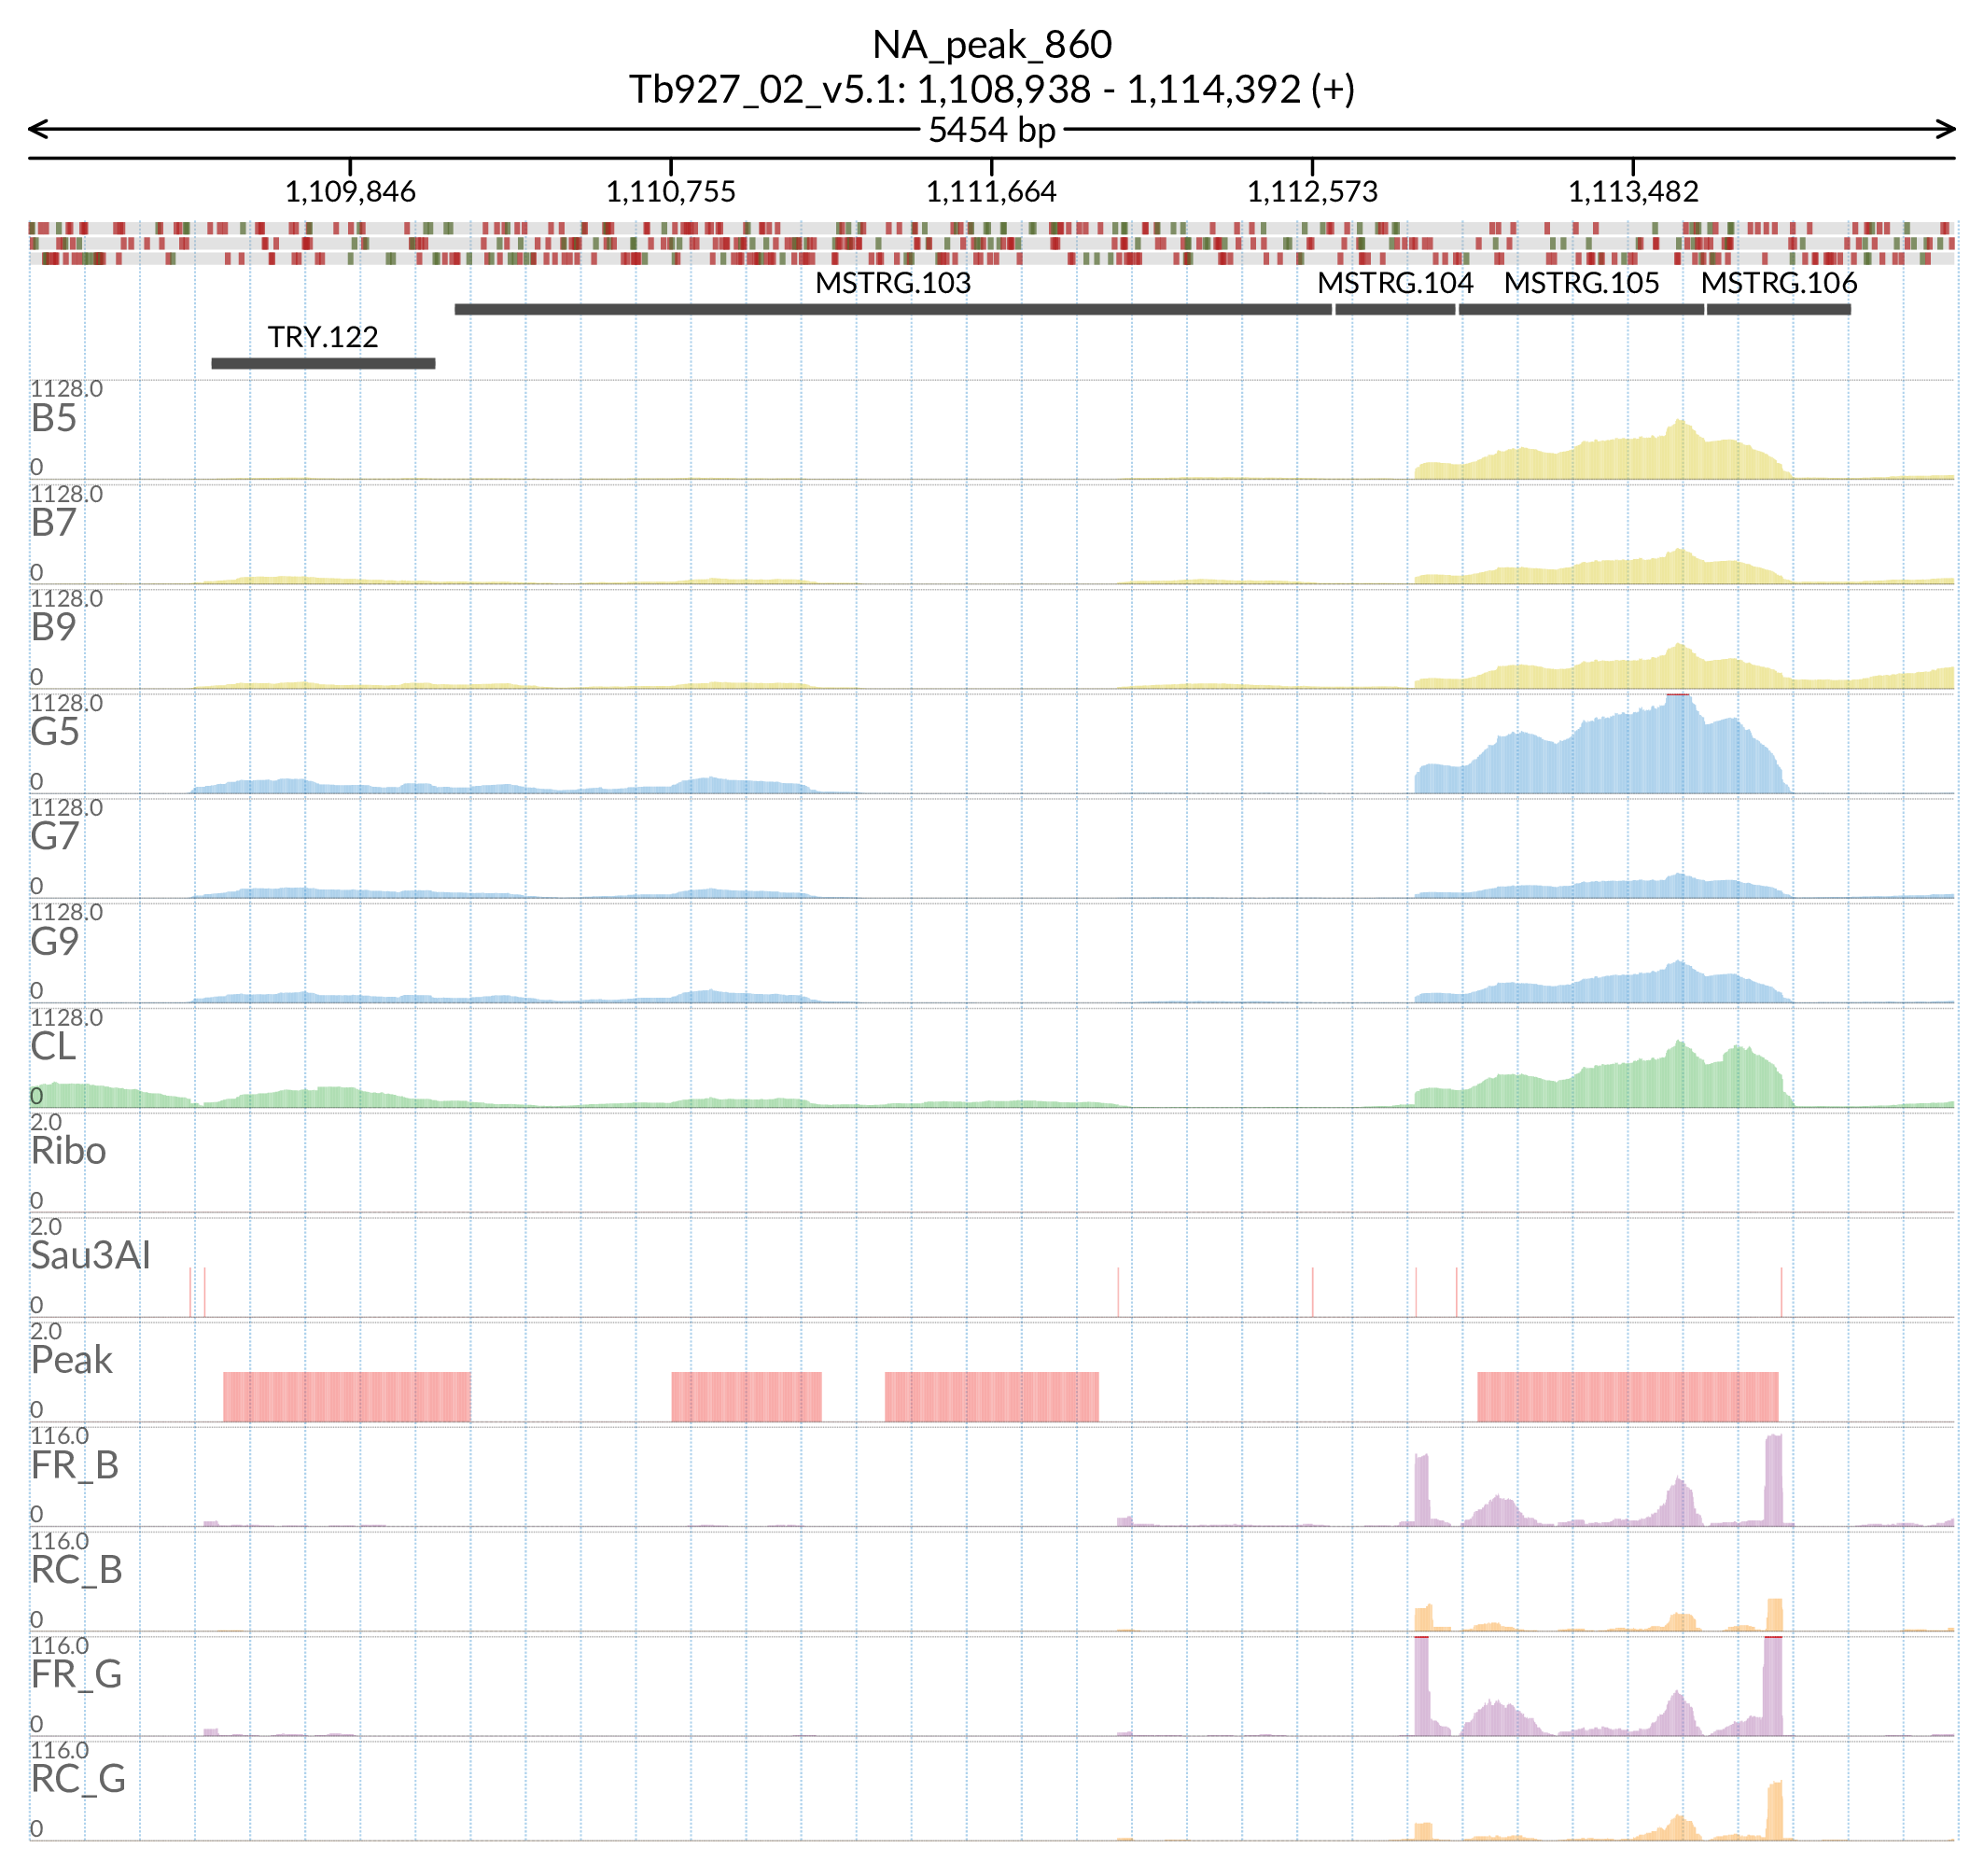 NA_peak_860
Tb927_02_v5.1: 1,108,938 - 1,114,392 (+)
5454 bp
1,109,846 1,110,755 1,111,664 1,112,573 1,113,482
MSTRG.103 MSTRG.104 MSTRG.105 MSTRG.106
TRY.122
1128.0
B5
0
1128.0
B7
0
1128.0
B9
0
1128.0
G5
0
1128.0
G7
0
1128.0
G9
0
1128.0
CL
0
2.0
Ribo
0
2.0
Sau3AI
0
2.0
Peak
0
116.0
FR_B
0
116.0
RC_B
0
116.0
FR_G
0
116.0
RC_G
0